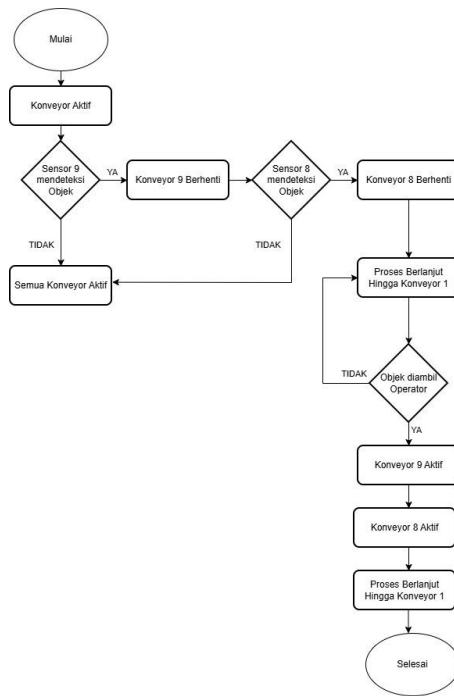 Mulai
Konveyor Aktif
Sensor 9
mendeteksi
Objek
YA
Konveyor 9 Berhenti
Sensor 8
mendeteksi
Objek
YA
Konveyor 8 Berhenti
TIDAK
TIDAK
Semua Konveyor Aktif
Proses Berlanjut
Hingga Konveyor 1
TIDAK
Objek diambil
Operator
YA
Konveyor 9 Aktif
Konveyor 8 Aktif
Proses Berlanjut
Hingga Konveyor 1
Selesai